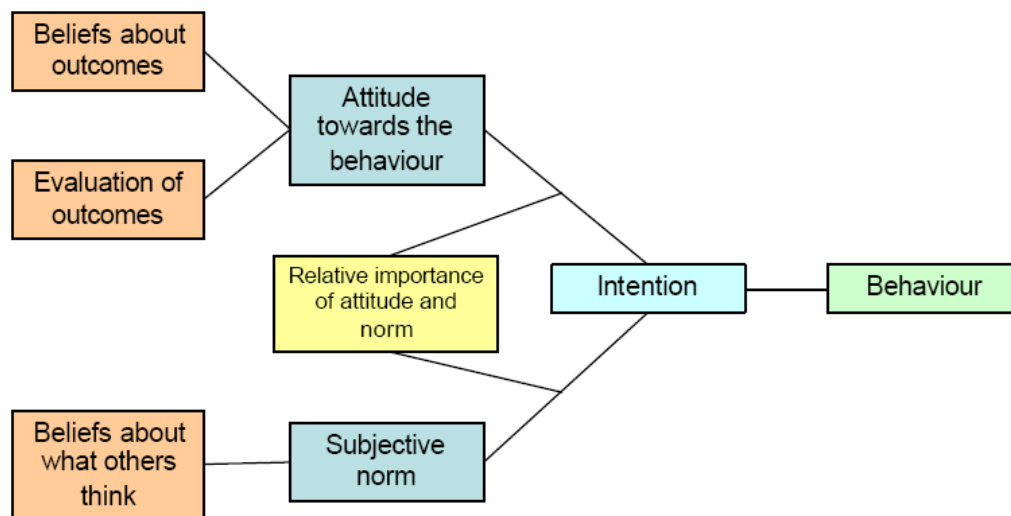 Beliefs about
outcomes
Attitude
towards the
behaviour
Evaluation of
outcomes
Relative importance
of attitude and
norm
Intention
Behaviour
Beliefs about
what others
think
Subjective
norm